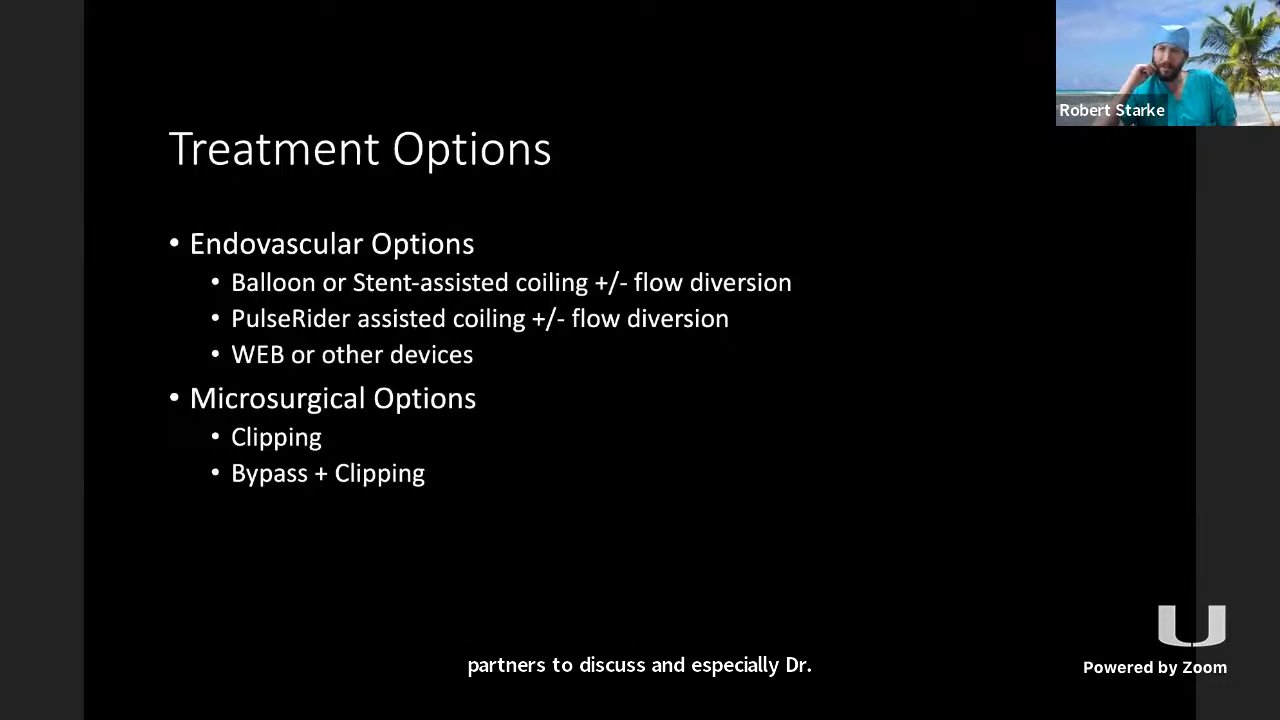 Robert Starke
Treatment Options
• Endovascular Options
• Balloon or Stent-assisted coiling +/- flow diversion
• PulseRider assisted coiling +/- flow diversion
• WEB or other devices
• Microsurgical Options
• Clipping
• Bypass + Clipping
U
partners to discuss and especially Dr.
Powered by Zoom